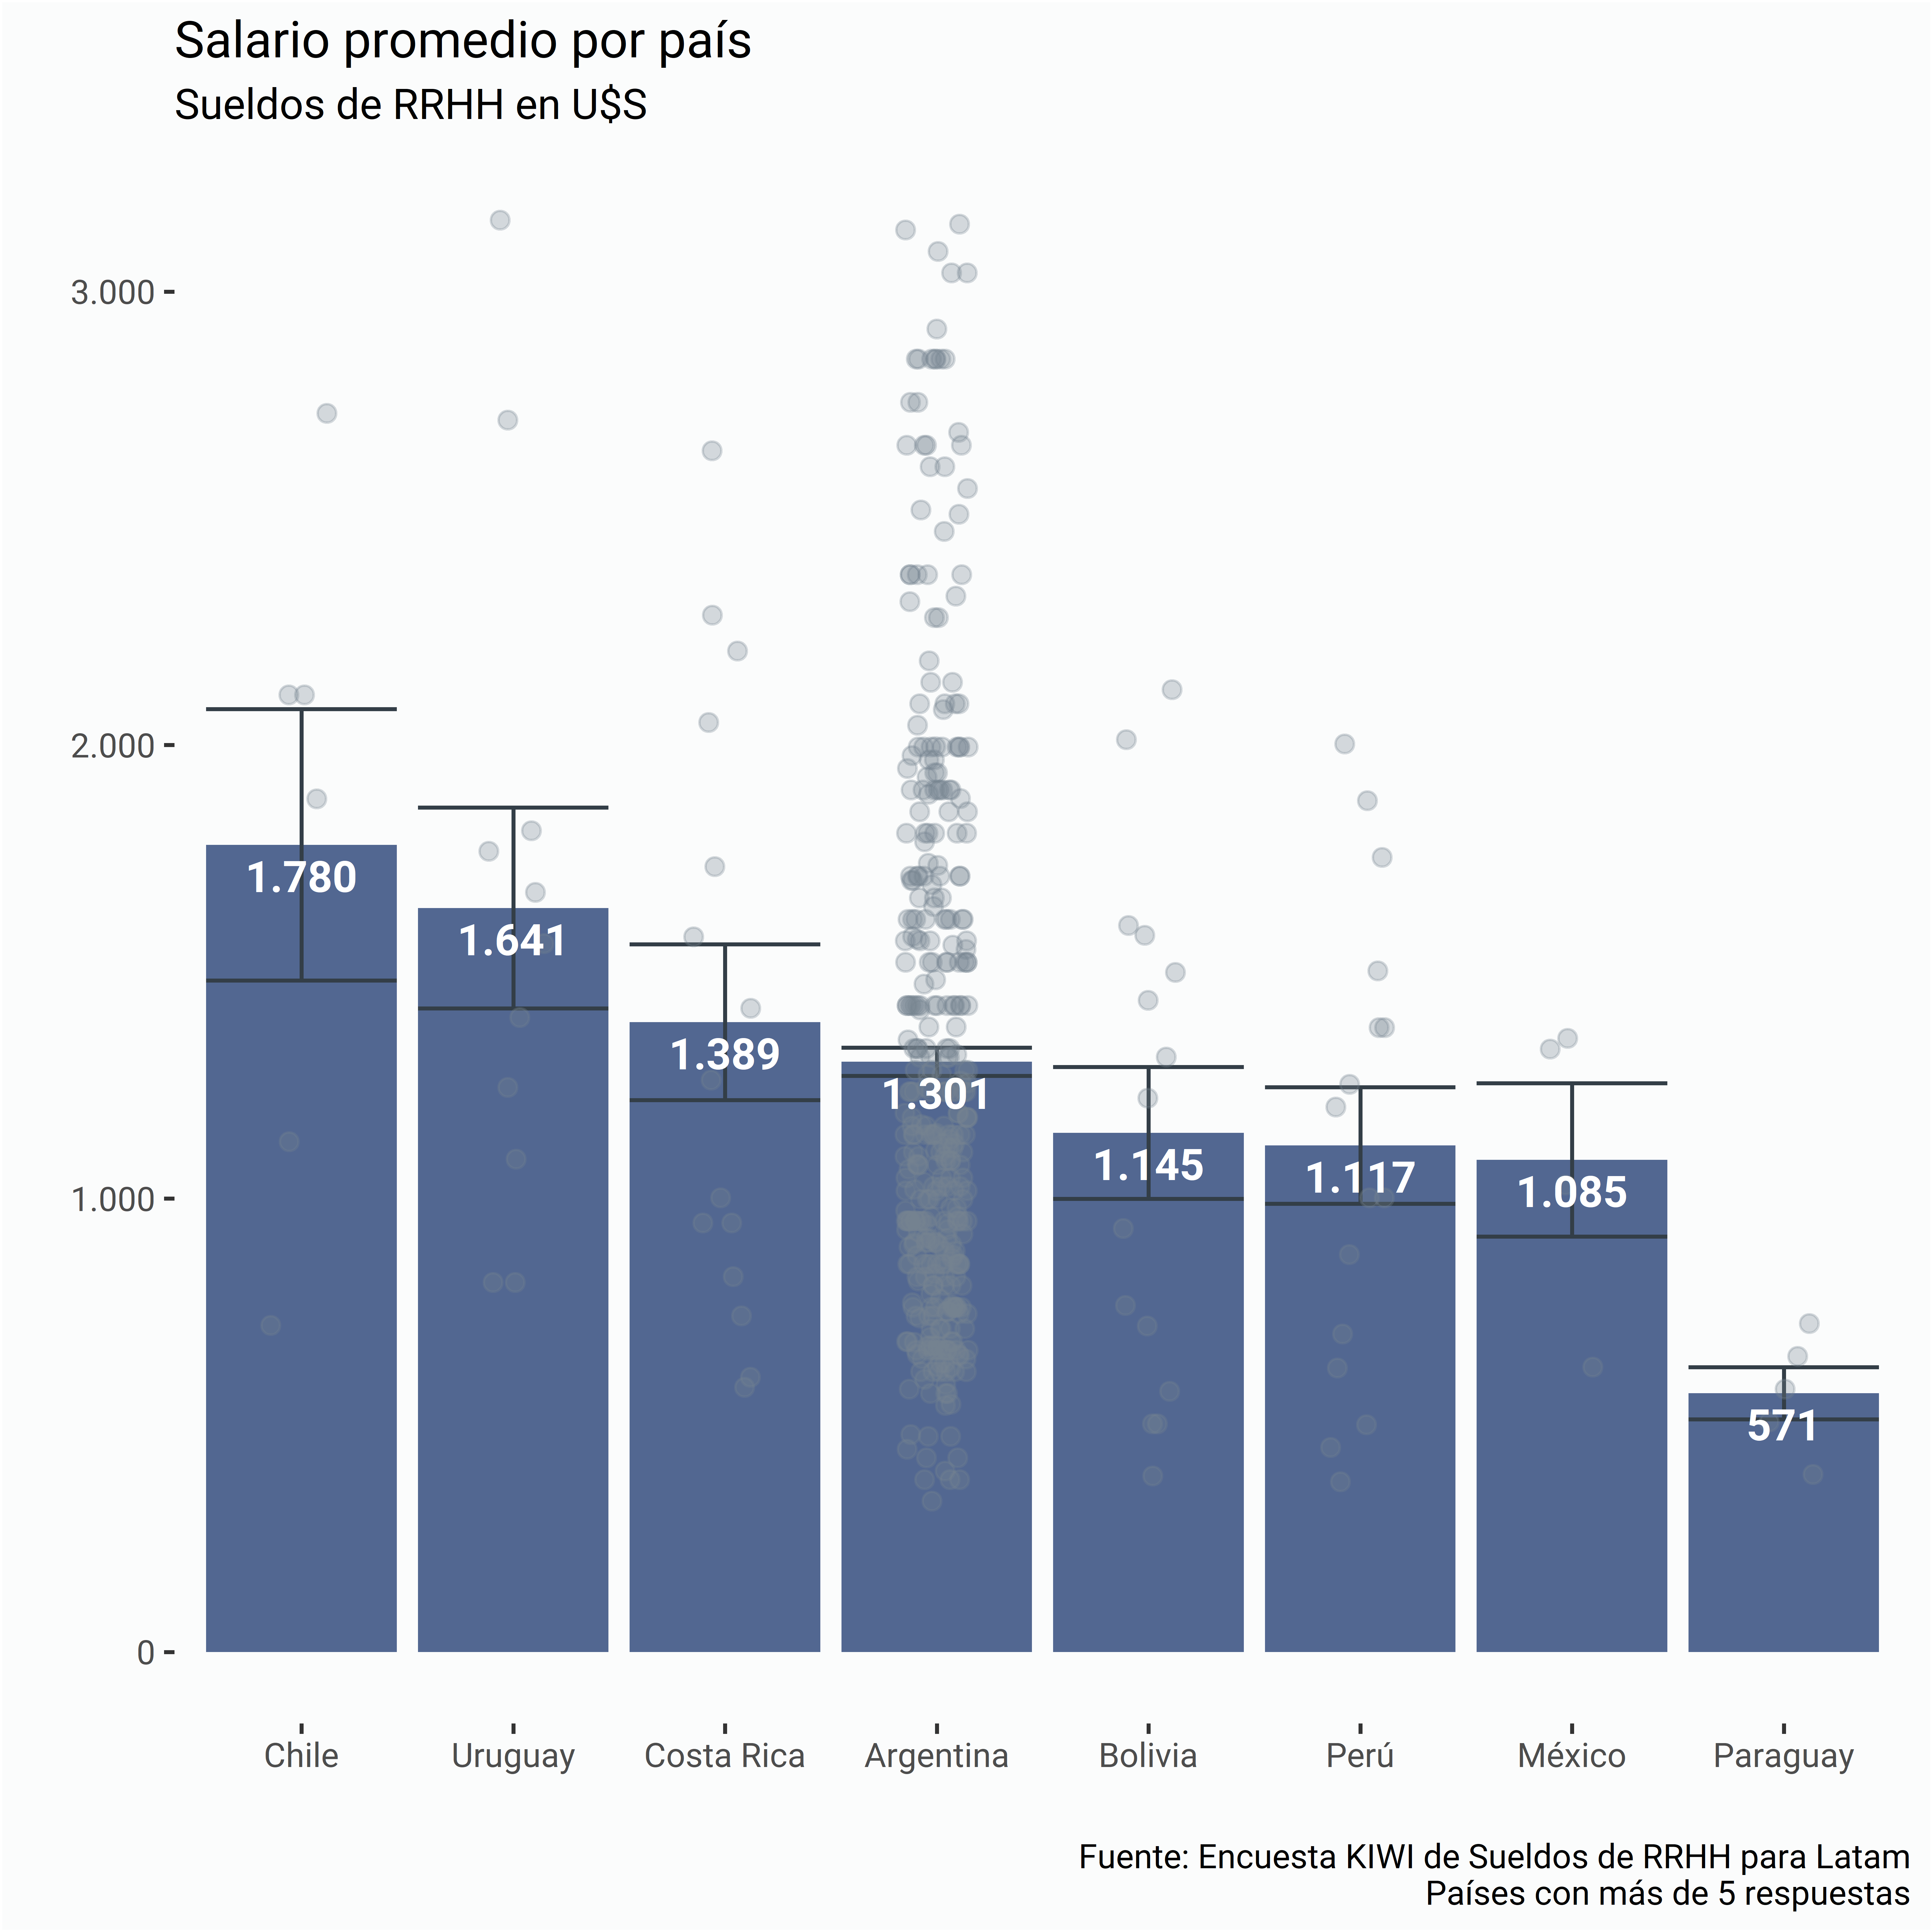 Salario promedio por país
Sueldos de RRHH en U$S
3.000
2.000
1.000
0
1.780
1.641
1.389
1.301
1.145
1.117
1.085
571
Chile
Uruguay
Costa Rica
Argentina
Bolivia
Perú
México
Paraguay
Fuente: Encuesta KIWI de Sueldos de RRHH para Latam
Países con más de 5 respuestas